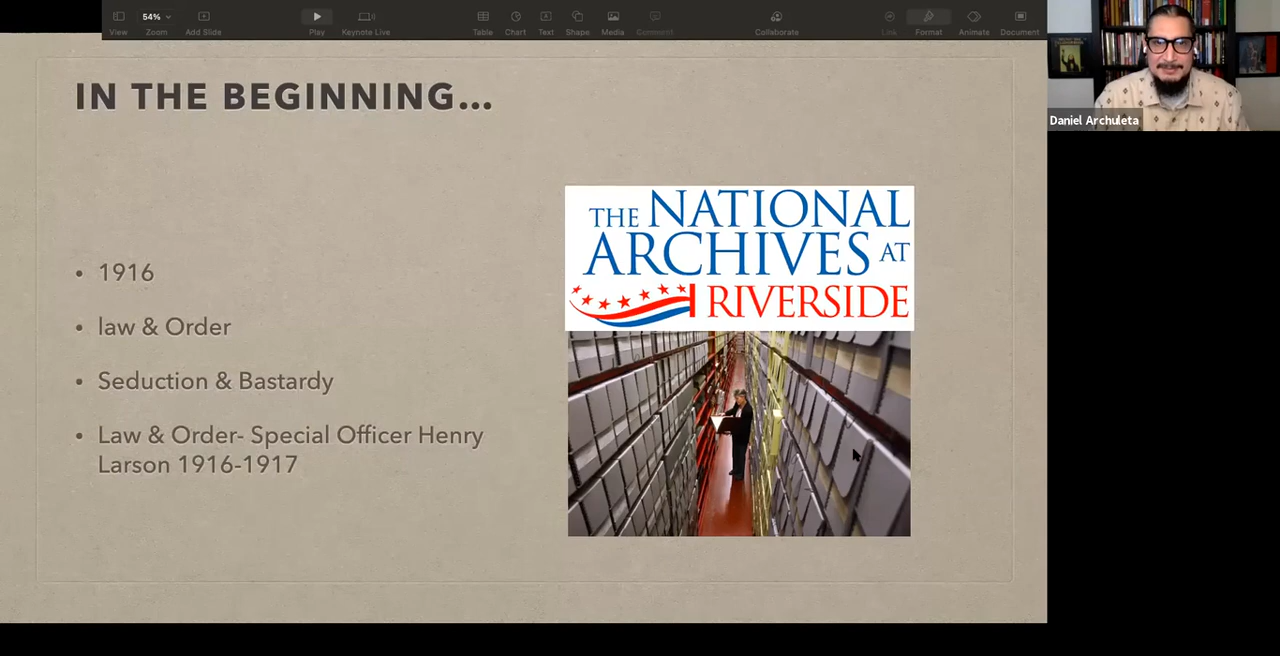 54%
View Zoom Add Slide Play Keynote Live Table Chart Text Shape Media Comment Collaborate Link Format Animate Document
IN THE BEGINNING...
• 1916
• law & Order
• Seduction & Bastardy
• Law & Order- Special Officer Henry
Larson 1916-1917
THE NATIONAL
ARCHIVES AT
RIVERSIDE
Daniel Archuleta